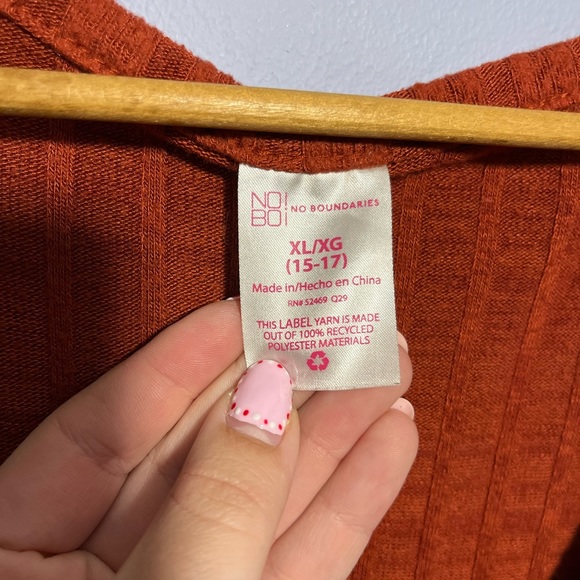 NO!
BO! NO BOUNDARIES
XL/XG
(15-17)
Made in/Hecho en China
RN# 52469 Q29
THIS LABEL YARN IS MADE
OUT OF 100% RECYCLED
POLYESTER MATERIALS